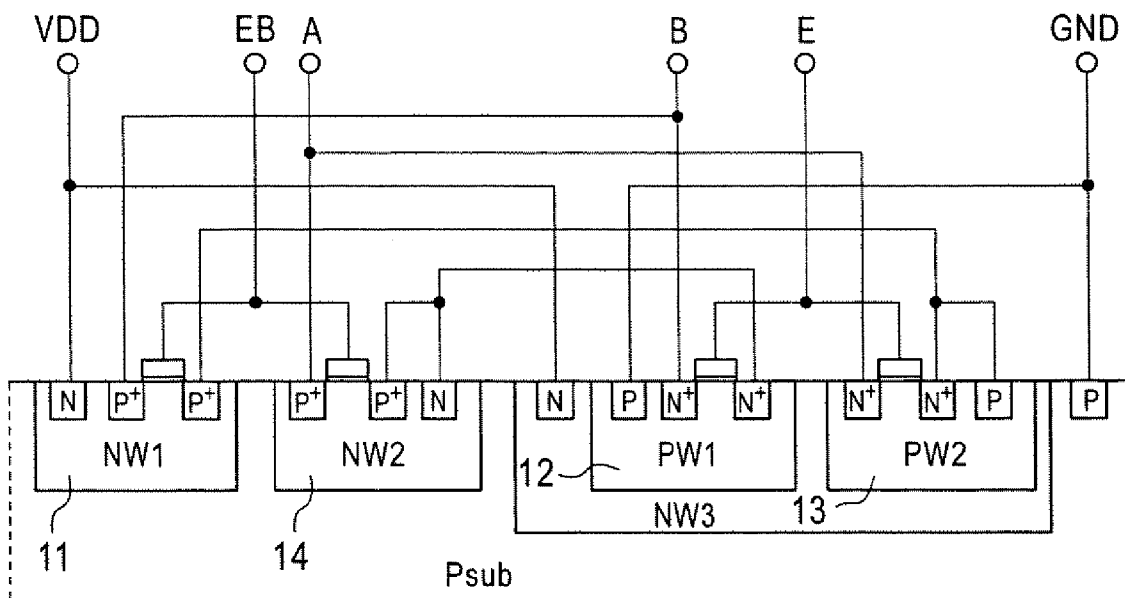 VDD EB A B E GND
N P+ P+ P+ P+ N N P N+ N+ N+ N+ P P
NW1 NW2 PW1 PW2
12
NW3 13
11 14
Psub